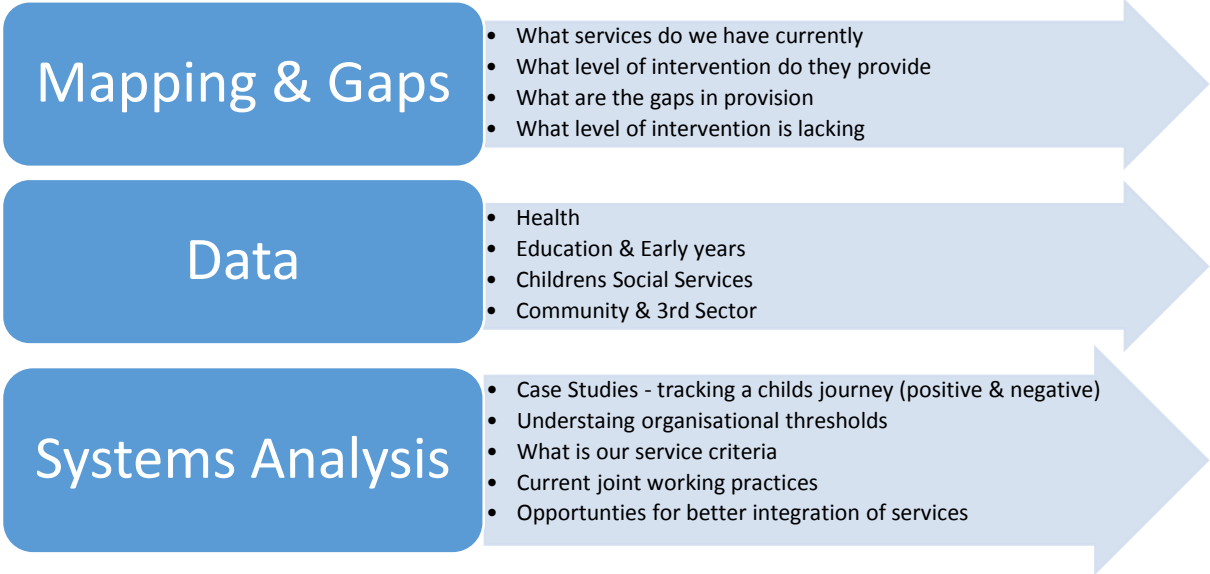 Mapping & Gaps
• What services do we have currently
• What level of intervention do they provide
• What are the gaps in provision
• What level of intervention is lacking
Data
• Health
• Education & Early years
• Childrens Social Services
• Community & 3rd Sector
Systems Analysis
• Case Studies - tracking a childs journey (positive & negative)
• Understaing organisational thresholds
• What is our service criteria
• Current joint working practices
• Opportunties for better integration of services